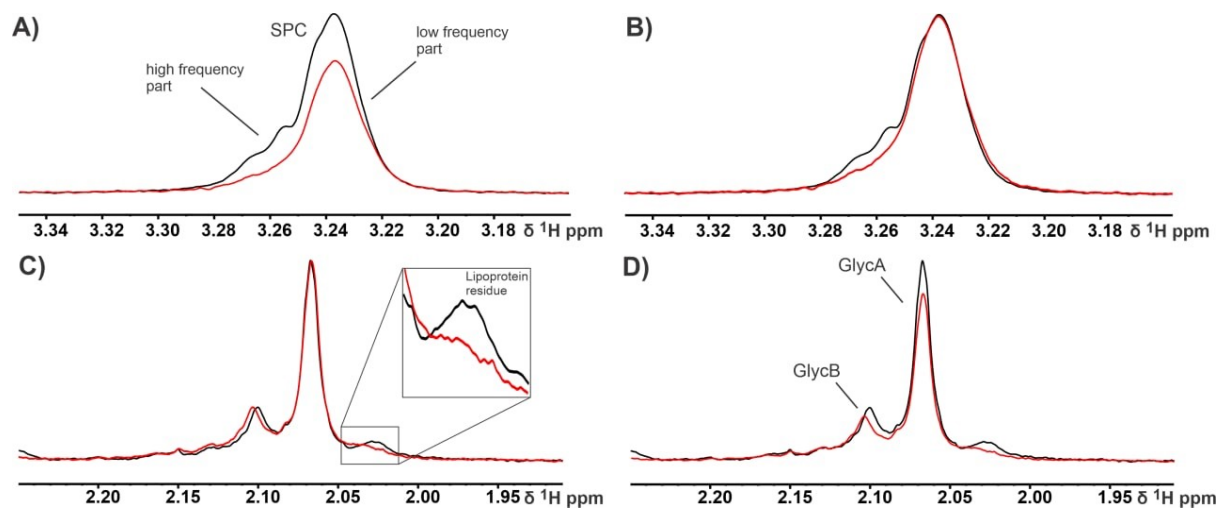 A)
SPC
low frequency
part
high frequency
part
3.34 3.32 3.30 3.28 3.26 3.24 3.22 3.20 3.18 δ ¹H ppm
B)
3.34 3.32 3.30 3.28 3.26 3.24 3.22 3.20 3.18 δ ¹H ppm
C)
Lipoprotein
residue
2.20 2.15 2.10 2.05 2.00 1.95 δ ¹H ppm
D)
GlycA
GlycB
2.20 2.15 2.10 2.05 2.00 1.95 δ ¹H ppm